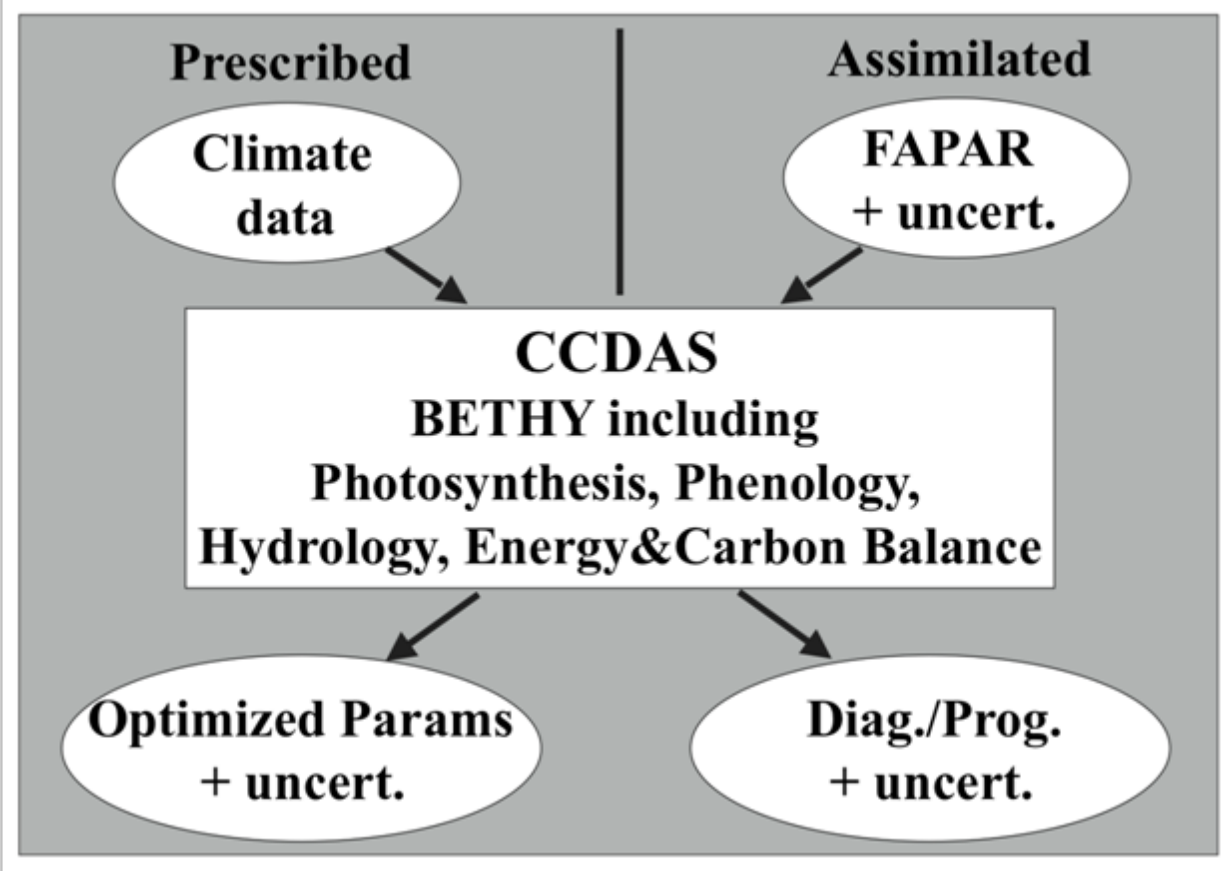 Prescribed
Assimilated
Climate
data
FAPAR
+ uncert.
CCDAS
BETHY including
Photosynthesis, Phenology,
Hydrology, Energy&Carbon Balance
Optimized Params
+ uncert.
Diag./Prog.
+ uncert.